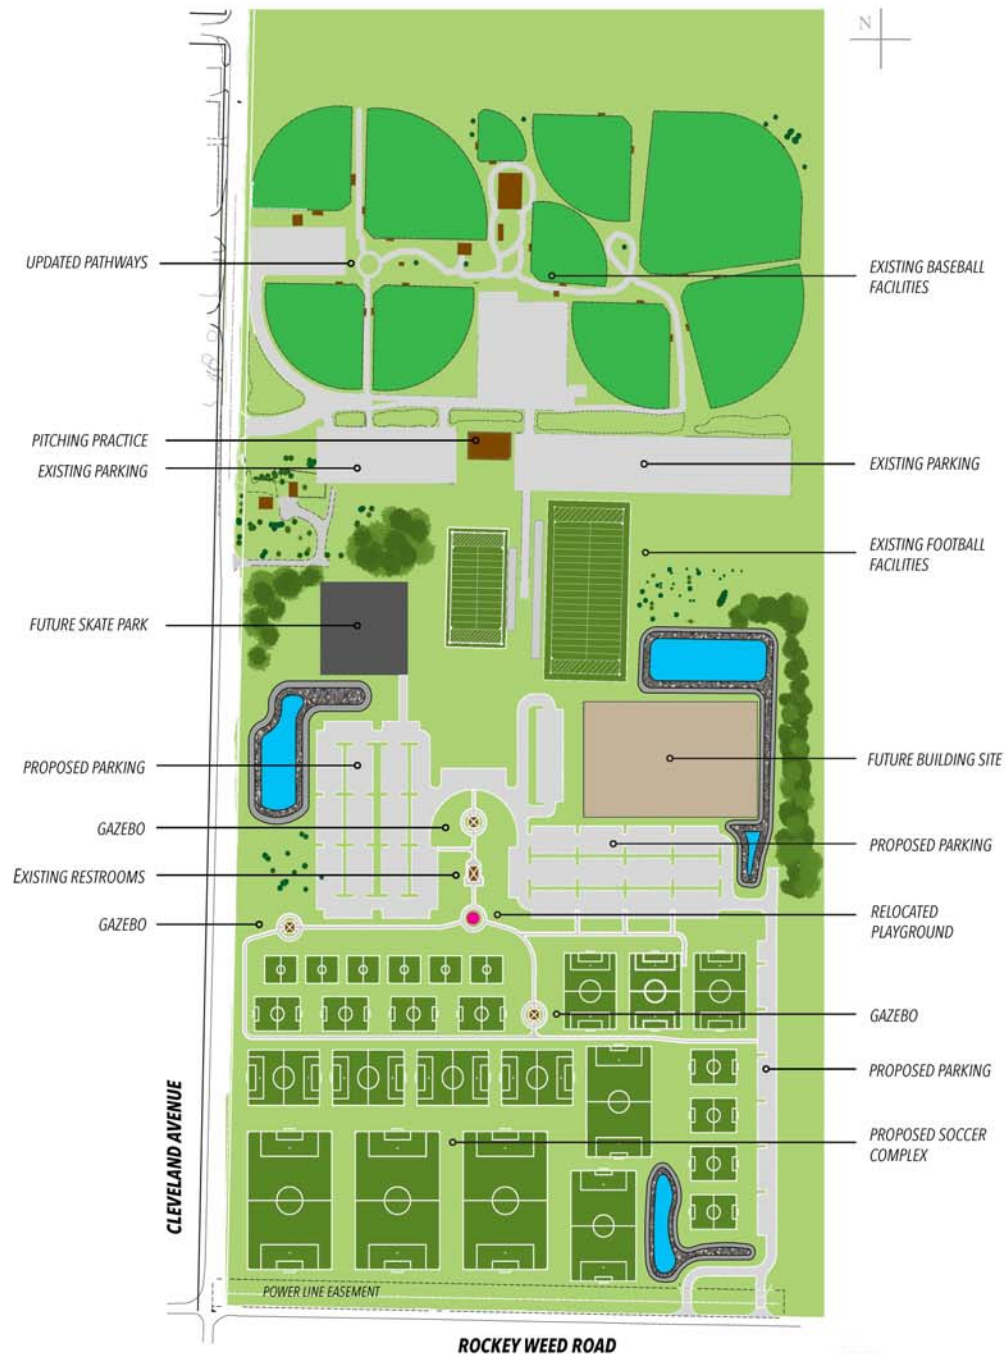 N
UPDATED PATHWAYS
EXISTING BASEBALL
FACILITIES
PITCHING PRACTICE
EXISTING PARKING
EXISTING PARKING
EXISTING FOOTBALL
FACILITIES
FUTURE SKATE PARK
PROPOSED PARKING
FUTURE BUILDING SITE
GAZEBO
PROPOSED PARKING
EXISTING RESTROOMS
GAZEBO
RELOCATED
PLAYGROUND
GAZEBO
PROPOSED PARKING
PROPOSED SOCCER
COMPLEX
CLEVELAND AVENUE
POWER LINE EASEMENT
ROCKEY WEED ROAD